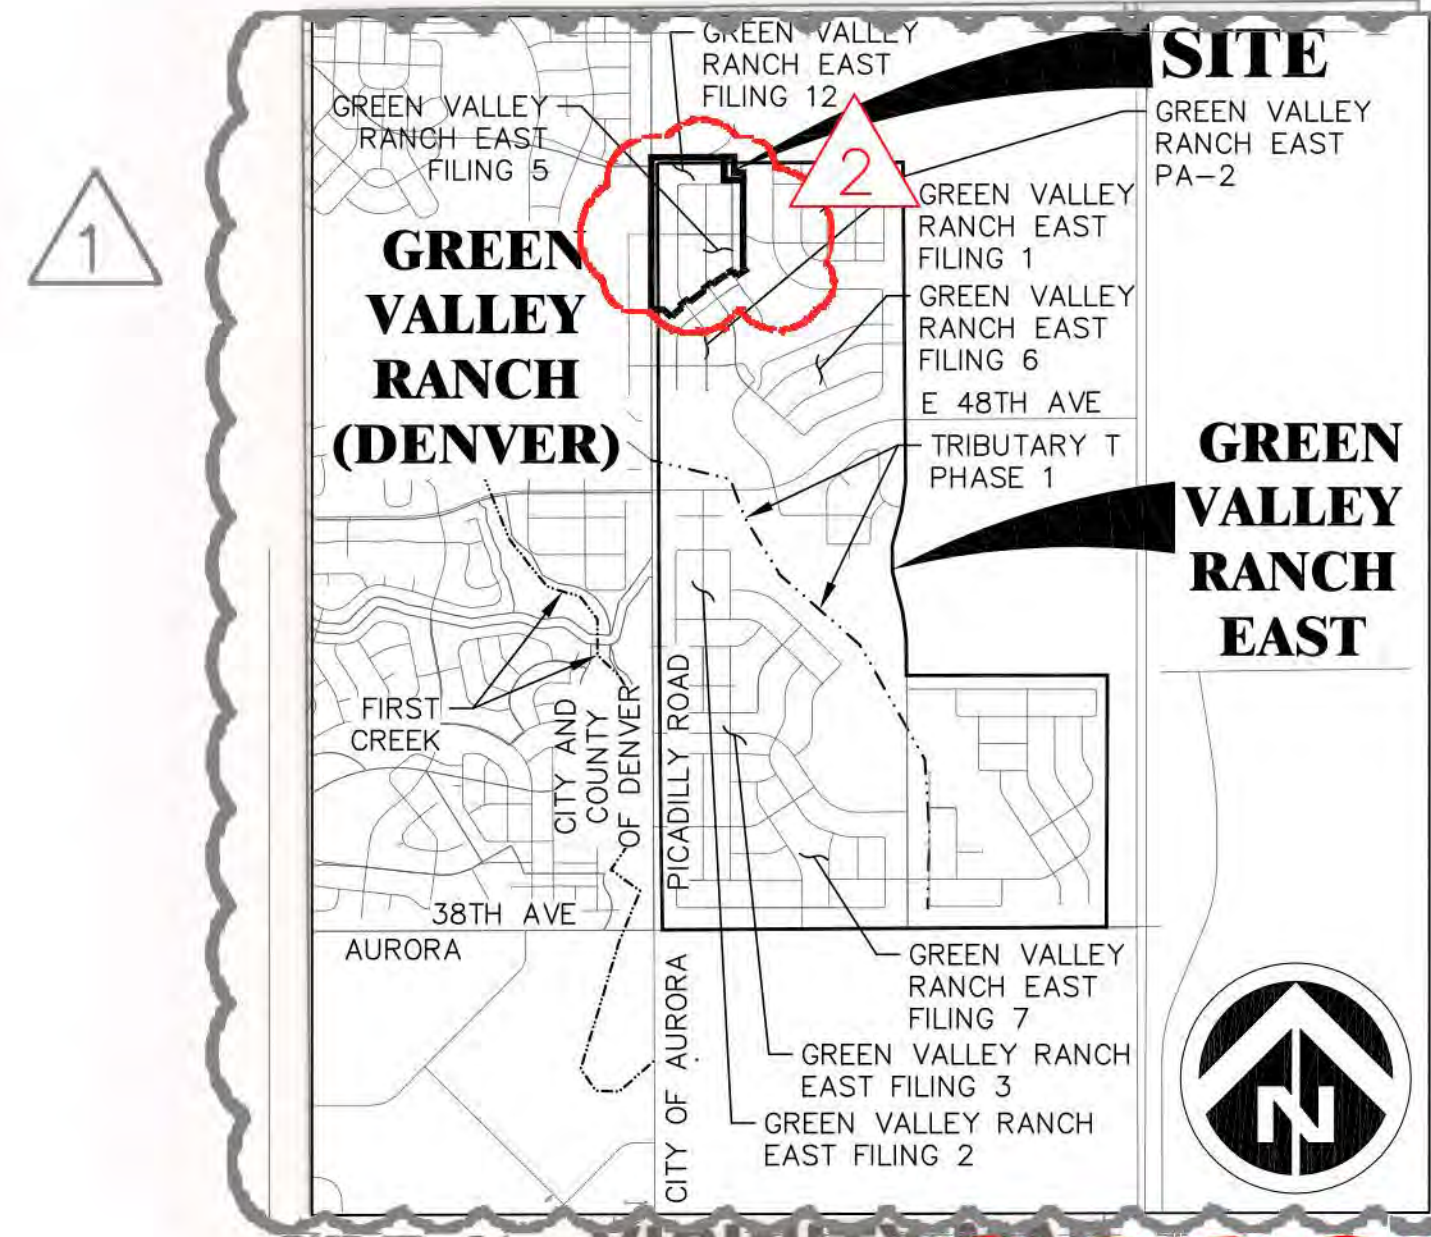 GREEN VALLEY
RANCH EAST
FILING 12
SITE
GREEN VALLEY
RANCH EAST
PA-2
GREEN VALLEY
RANCH EAST
FILING 5
2
1
GREEN
VALLEY
RANCH
(DENVER)
GREEN VALLEY
RANCH EAST
FILING 1
GREEN VALLEY
RANCH EAST
FILING 6
E 48TH AVE
TRIBUTARY T
PHASE 1
GREEN
VALLEY
RANCH
EAST
FIRST
CREEK
CITY AND
COUNTY
OF DENVER
PICADILLY ROAD
38TH AVE
AURORA
CITY OF AURORA
GREEN VALLEY
RANCH EAST
FILING 7
GREEN VALLEY RANCH
EAST FILING 3
GREEN VALLEY RANCH
EAST FILING 2
N